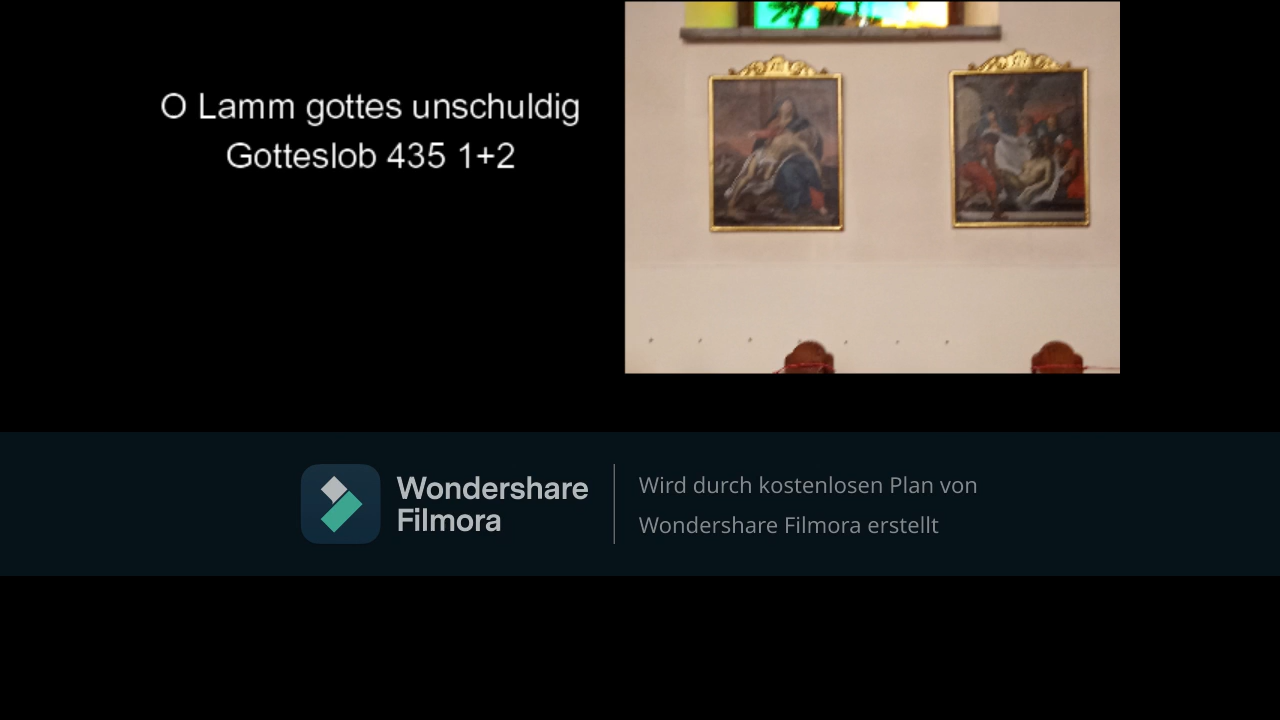 O Lamm gottes unschuldig
Gotteslob 435 1+2
Wondershare
Filmora
Wird durch kostenlosen Plan von
Wondershare Filmora erstellt